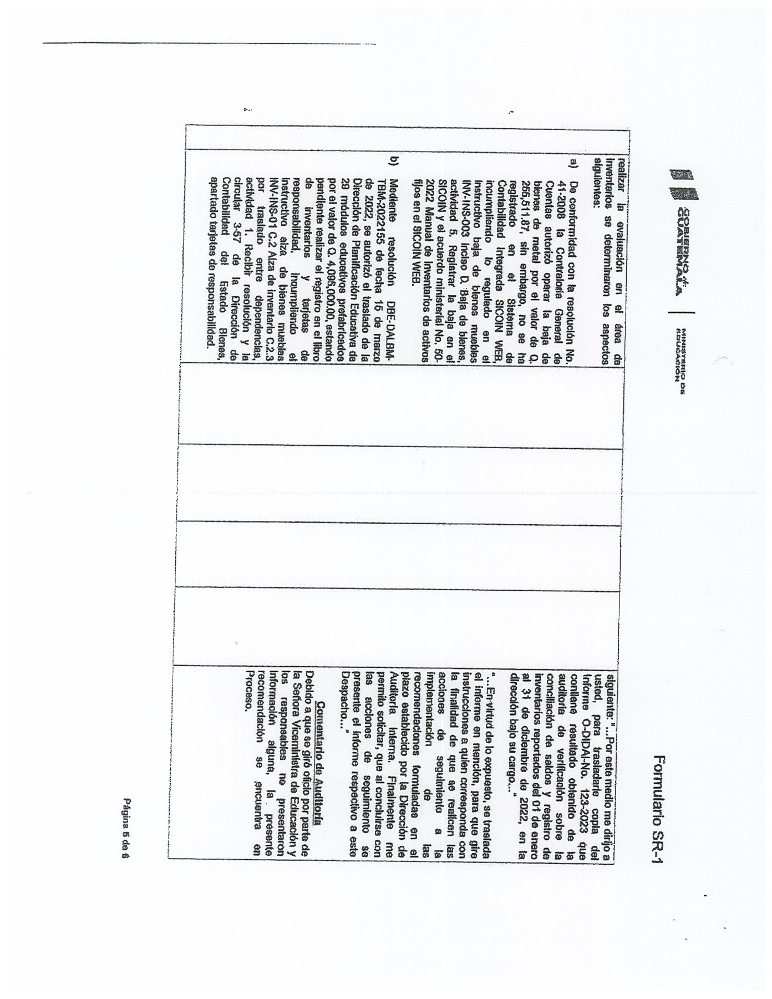 GOBIERNO de
GUATEMALA
MINISTERIO DE
EDUCACIÓN
Formulario SR-1
realizar la evaluación en el área de
inventarios se determinaron los aspectos
siguientes:
a) De conformidad con la resolución No.
41-2008 la Contraloría General de
Cuentas autorizó operar la baja de
bienes de metal por el valor de Q.
255,511.87, sin embargo, no se ha
registrado en el Sistema de
Contabilidad Integrada SICOIN WEB,
incumpliendo lo regulado en el
Instructivo baja de bienes muebles
INV-INS-003 Inciso D. Baja de bienes,
actividad 5. Registrar la baja en el
SICOIN y el acuerdo ministerial No. 50-
2022 Manual de Inventarios de activos
fijos en el SICOIN WEB.
b) Mediante resolución DBE-DALBM-
TBM-2022155 de fecha 15 de marzo
de 2022, se autorizó el traslado de la
Dirección de Planificación Educativa de
29 módulos educativos prefabricados
por el valor de Q. 4,095,000.00, estando
pendiente realizar el registro en el libro
de inventarios y tarjetas de
responsabilidad, incumpliendo el
instructivo alza de bienes muebles
INV-INS-01 C.2 Alza de Inventario C.2.3
por traslado entre dependencias,
actividad 1. Recibir resolución y la
circular 3-57 de la Dirección de
Contabilidad del Estado Bienes,
apartado tarjetas de responsabilidad.
siguiente: "...Por este medio me dirijo a
usted, para trasladarle copia del
Informe O-DIDAI-No. 123-2023 que
contiene resultado obtenido de la
auditoria de verificación sobre la
conciliación de saldos y registro de
inventarios reportados del 01 de enero
al 31 de diciembre de 2022, en la
dirección bajo su cargo..."
"...En virtud de lo expuesto, se traslada
el informe en mención, para que gire
instrucciones a quien corresponda con
la finalidad de que se realicen las
acciones de seguimiento a la
implementación de las
recomendaciones formuladas en el
plazo establecido por la Dirección de
Auditoría Interna. Finalmente me
permito solicitar, que al concluirse con
las acciones de seguimiento se
presente el informe respectivo a este
Despacho..."
Comentario de Auditoría
Debido a que se giró oficio por parte de
la Señora Viceministra de Educación y
los responsables no presentaron
información alguna, la presente
recomendación se encuentra en
Proceso.
Página 5 de 6